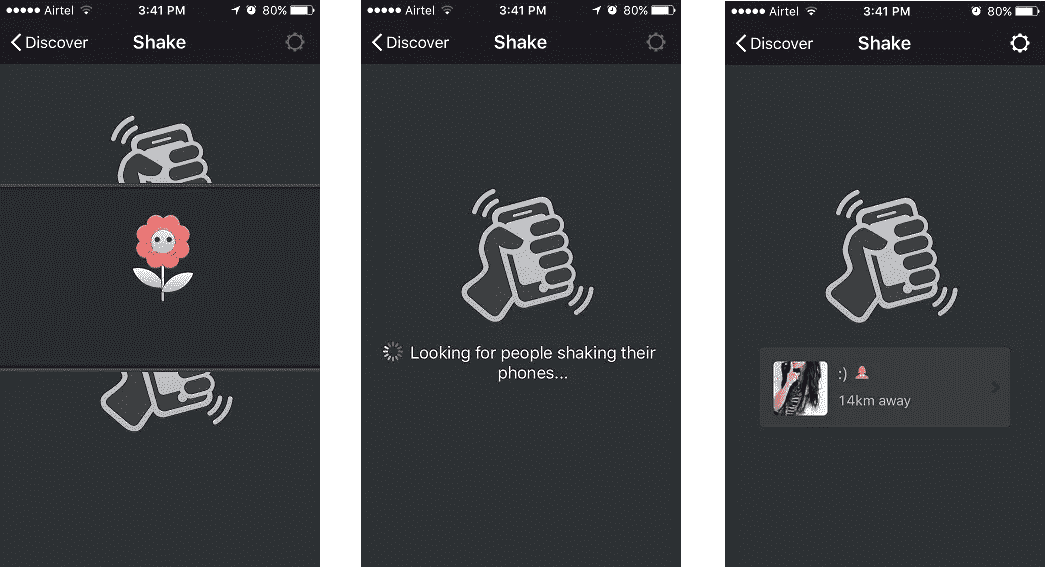 Airtel 3:41 PM 80%
Discover Shake
Airtel 3:41 PM 80%
Discover Shake
Looking for people shaking their
phones...
Airtel 3:41 PM 80%
Discover Shake
:)
14km away